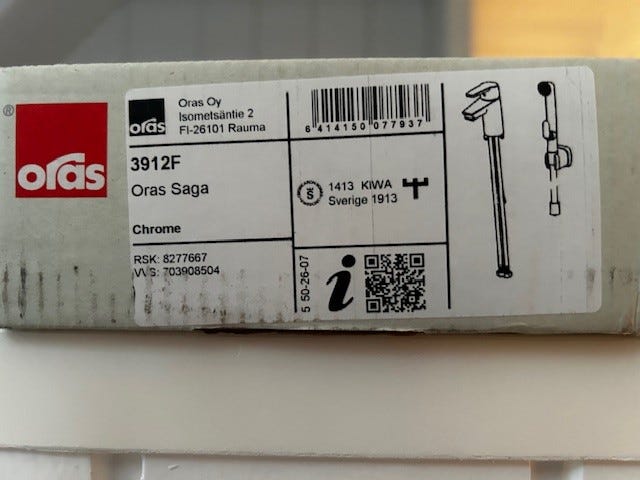 ®
oras
oras
Oras Oy
Isometsäntie 2
FI-26101 Rauma
3912F
Oras Saga
Chrome
RSK: 8277667
VVS: 703908504
6 414150 077937
S
1413 KIWA
Sverige 1913
5 50-26-07
i